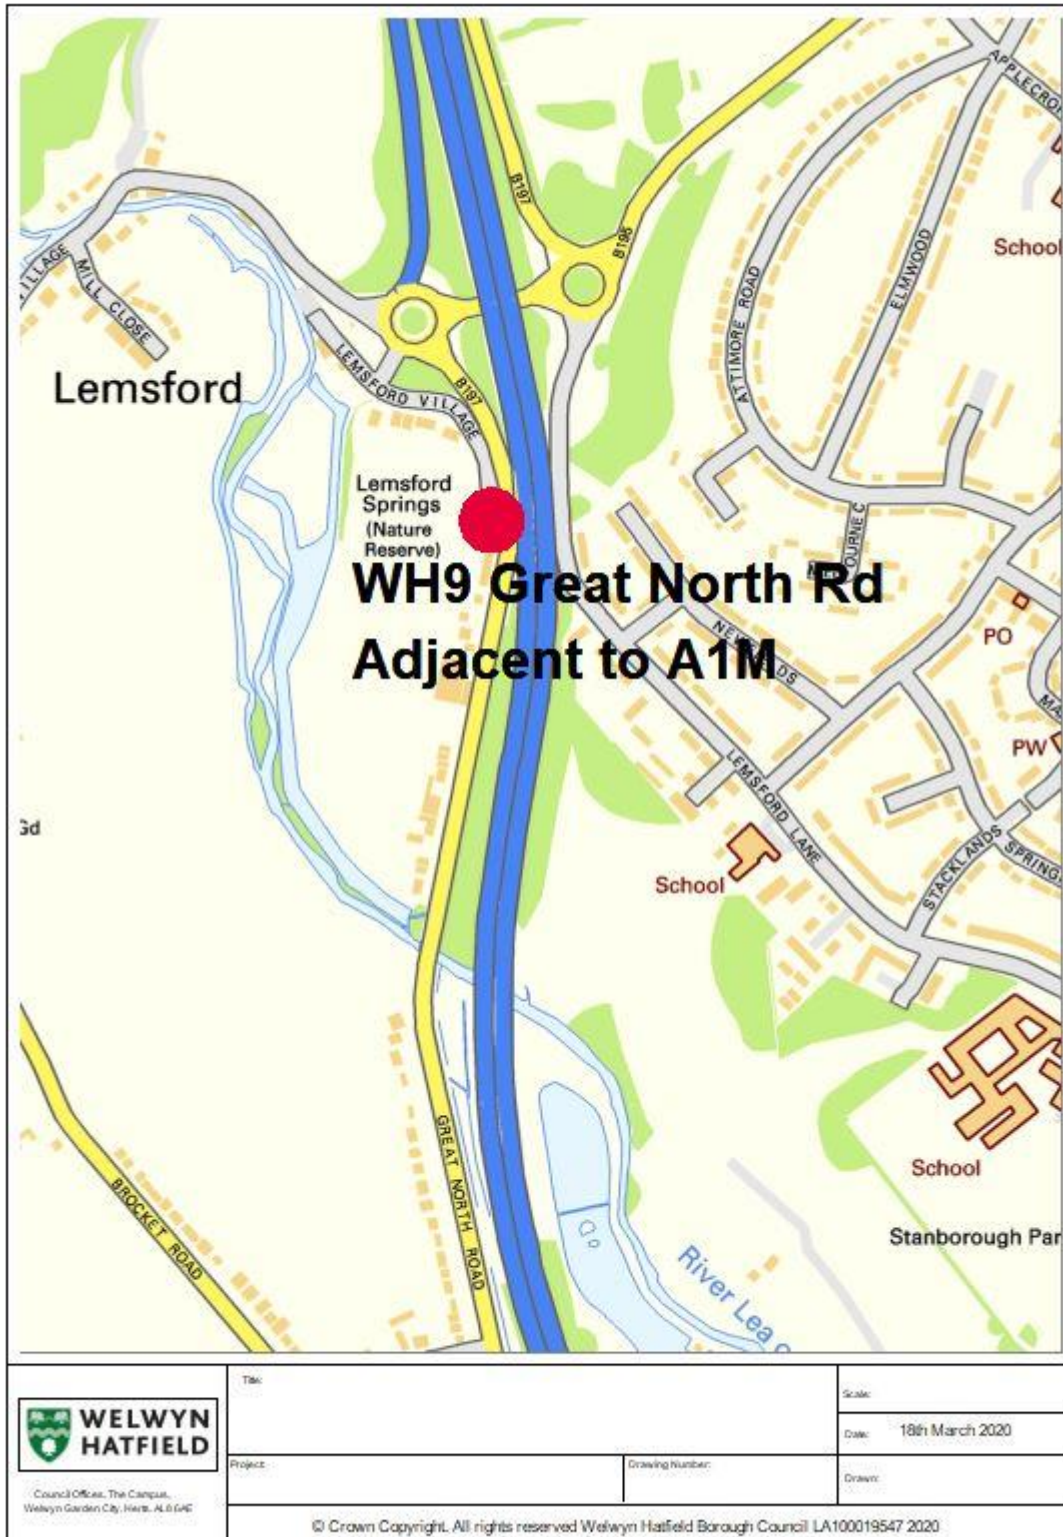 APPLECRO
B197
B195
School
VILLAGE
MILL CLOSE
ATTIMORE ROAD
ELMWOOD
Lemsford
LEMSFORD VILLAGE
B197
Lemsford
Springs
(Nature
Reserve)
WH9 Great North Rd
Adjacent to A1M
PO
PW
LEMSFORD LANE
Gd
STACKLANDS
SPRING
School
School
GREAT NORTH ROAD
BROCKET ROAD
Stanborough Par
River Lea o
WELWYN
HATFIELD
Council Offices, The Campus,
Welwyn Garden City, Herts, AL8 6AE
Title:
Scale:
Date: 18th March 2020
Project:
Drawing Number:
Drawn:
© Crown Copyright. All rights reserved Welwyn Hatfield Borough Council LA100019547 2020